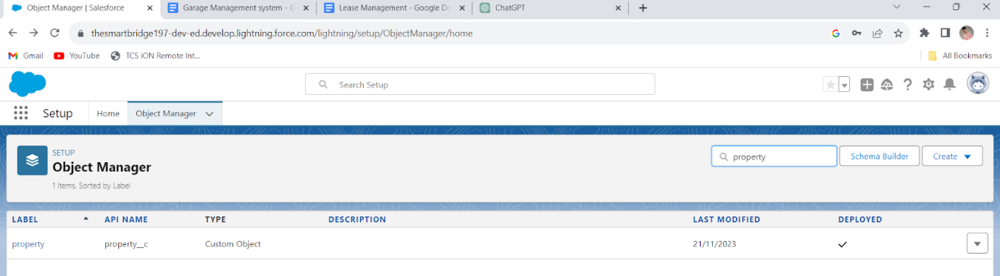 Object Manager | Salesforce
Garage Management system - G
Lease Management - Google Do
ChatGPT
thesmartbridge197-dev-ed.develop.lightning.force.com/lightning/setup/ObjectManager/home
Gmail
YouTube
TCS iON Remote Int...
All Bookmarks
Search Setup
Setup
Home
Object Manager
SETUP
Object Manager
1 Items, Sorted by Label
property
Schema Builder
Create
LABEL API NAME TYPE DESCRIPTION LAST MODIFIED DEPLOYED
property property__c Custom Object 21/11/2023